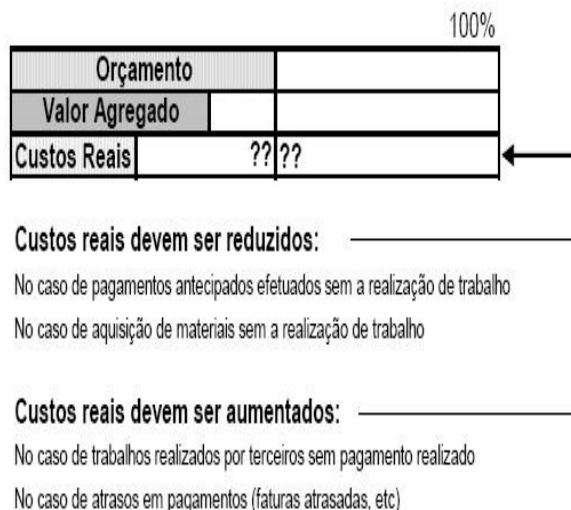 100%
Orçamento
Valor Agregado
Custos Reais ?? ??
Custos reais devem ser reduzidos:
No caso de pagamentos antecipados efetuados sem a realização de trabalho
No caso de aquisição de materiais sem a realização de trabalho
Custos reais devem ser aumentados:
No caso de trabalhos realizados por terceiros sem pagamento realizado
No caso de atrasos em pagamentos (faturas atrasadas, etc)